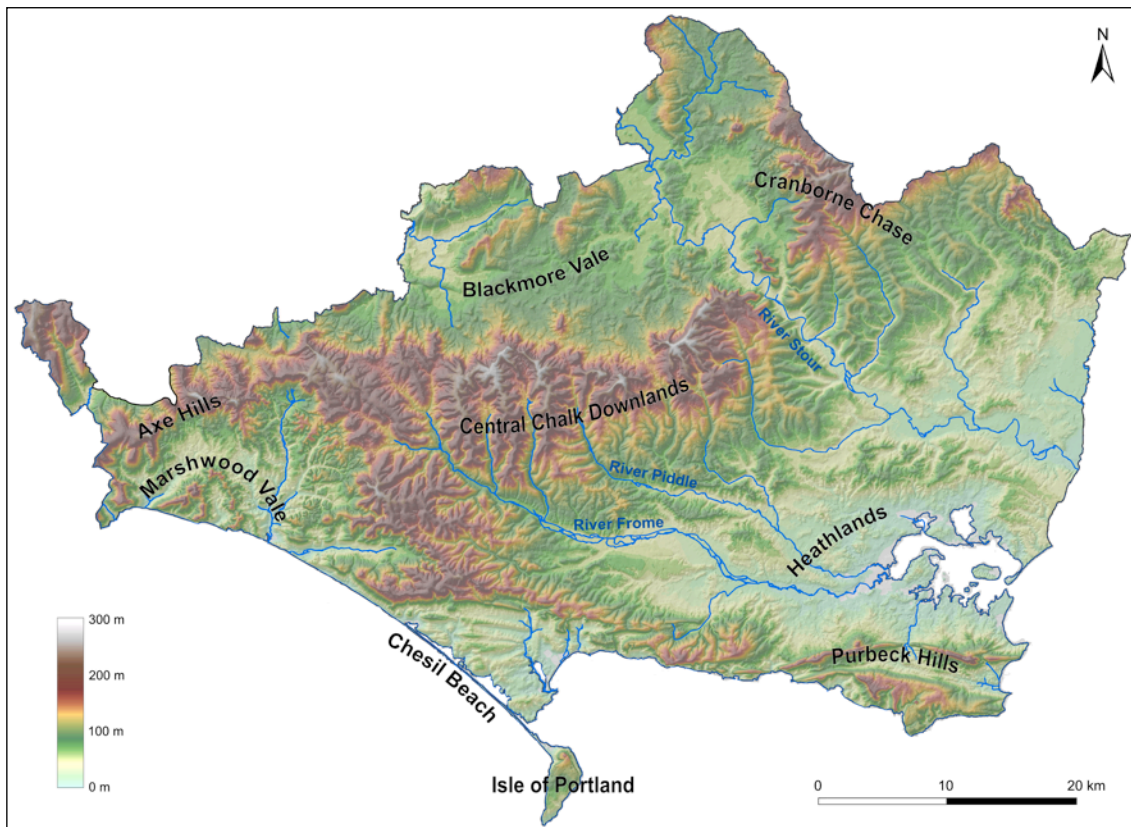 N
Cranborne Chase
Blackmore Vale
River Stour
Axe Hills
Central Chalk Downlands
Marshwood Vale
River Piddle
River Frome
Heathlands
300 m
200 m
100 m
0 m
Chesil Beach
Purbeck Hills
Isle of Portland
0 10 20 km